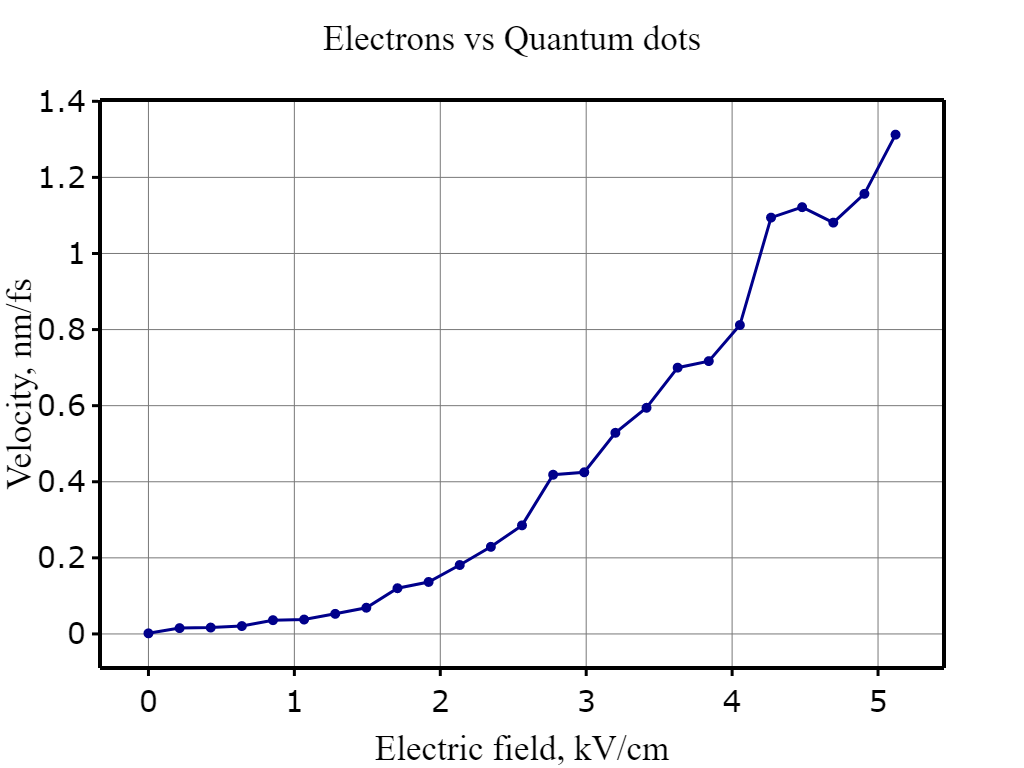 Electrons vs Quantum dots
1.4
1.2
1
0.8
0.6
0.4
0.2
0
Velocity, nm/fs
0 1 2 3 4 5
Electric field, kV/cm